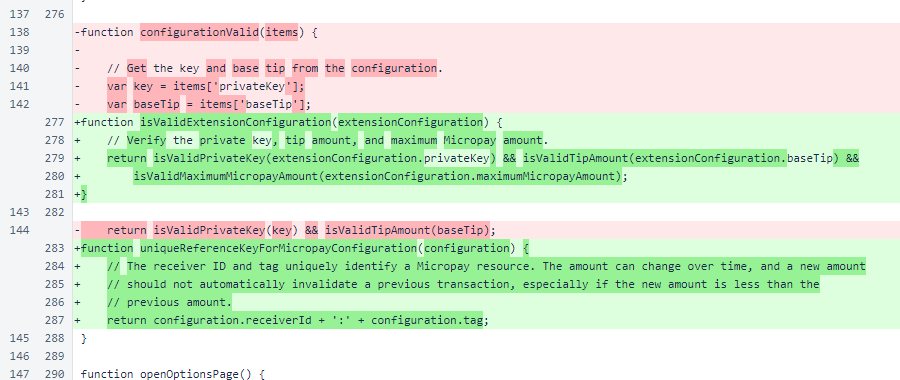 }
137 276
138 -function configurationValid(items) {
139 -
140 -    // Get the key and base tip from the configuration.
141 -    var key = items['privateKey'];
142 -    var baseTip = items['baseTip'];
277 +function isValidExtensionConfiguration(extensionConfiguration) {
278 +    // Verify the private key, tip amount, and maximum Micropay amount.
279 +    return isValidPrivateKey(extensionConfiguration.privateKey) && isValidTipAmount(extensionConfiguration.baseTip) &&
280 +        isValidMaximumMicropayAmount(extensionConfiguration.maximumMicropayAmount);
281 +}
143 282
144 -    return isValidPrivateKey(key) && isValidTipAmount(baseTip);
283 +function uniqueReferenceKeyForMicropayConfiguration(configuration) {
284 +    // The receiver ID and tag uniquely identify a Micropay resource. The amount can change over time, and a new amount
285 +    // should not automatically invalidate a previous transaction, especially if the new amount is less than the
286 +    // previous amount.
287 +    return configuration.receiverId + ':' + configuration.tag;
145 288 }
146 289
147 290 function openOptionsPage() {